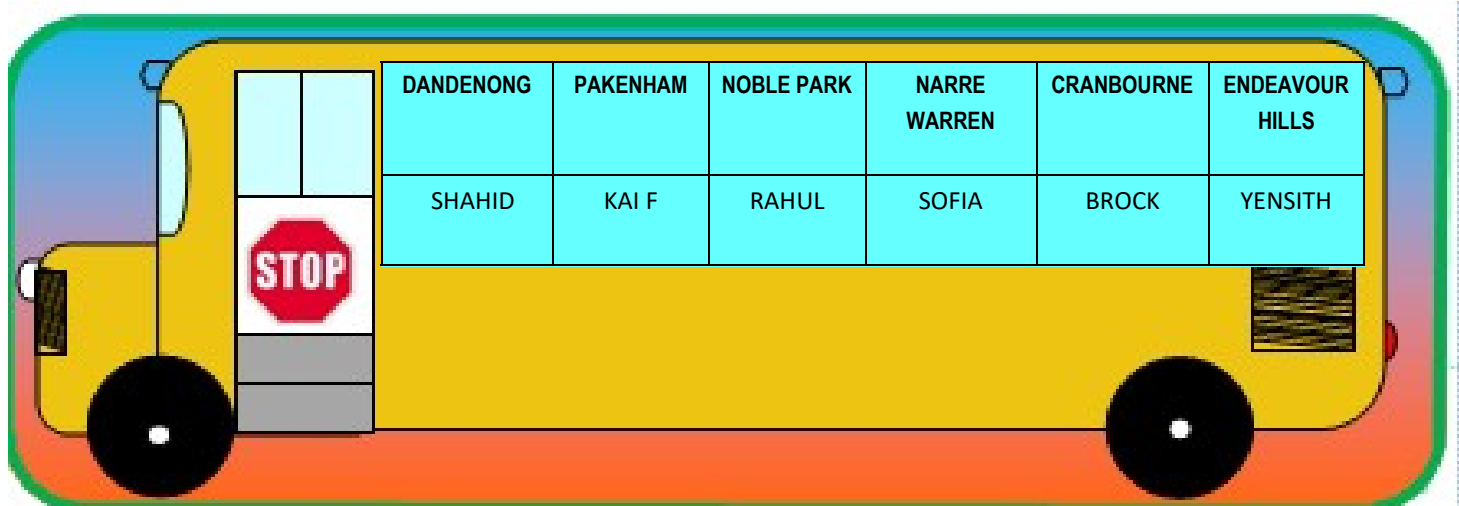 DANDENONG PAKENHAM NOBLE PARK NARRE WARREN CRANBOURNE ENDEAVOUR HILLS
SHAHID KAI F RAHUL SOFIA BROCK YENSITH
STOP